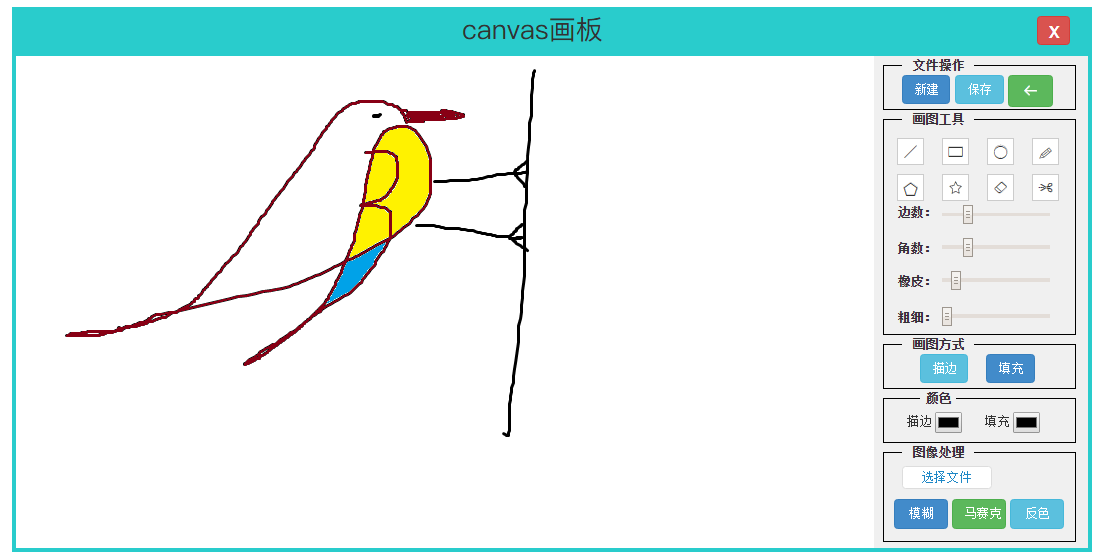 canvas画板
X
文件操作
新建 保存 ←
画图工具
边数：
角数：
橡皮：
粗细：
画图方式
描边 填充
颜色
描边 填充
图像处理
选择文件
模糊 马赛克 反色